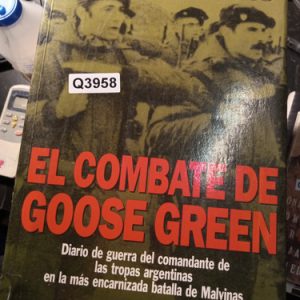 Q3958
EL COMBATE DE
GOOSE GREEN
Diario de guerra del comandante de
las tropas argentinas
en la más encarnizada batalla de Malvinas